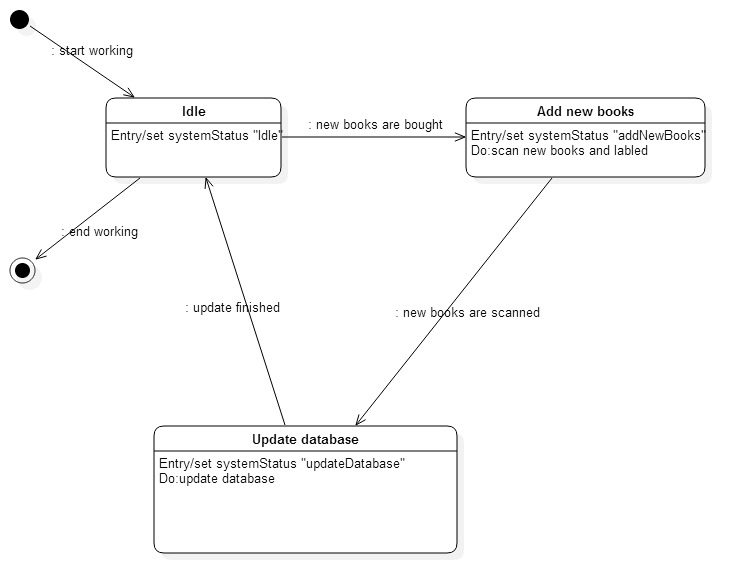 : start working
Idle
Entry/set systemStatus "Idle"
: new books are bought
Add new books
Entry/set systemStatus "addNewBooks"
Do:scan new books and labled
: end working
: update finished
: new books are scanned
Update database
Entry/set systemStatus "updateDatabase"
Do:update database